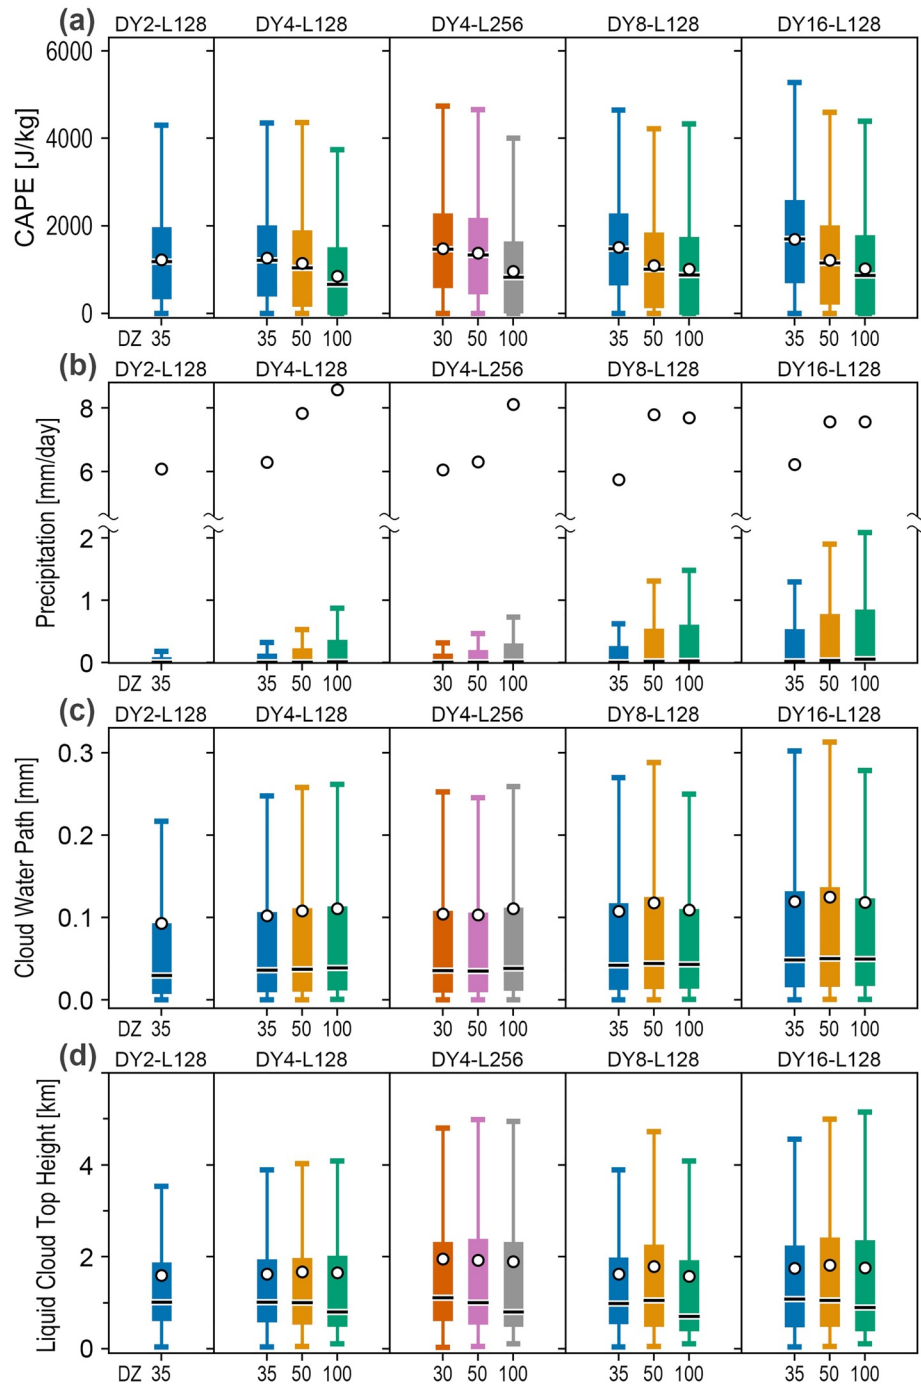 (a)
DY2-L128 DY4-L128 DY4-L256 DY8-L128 DY16-L128
CAPE [J/kg]
6000
4000
2000
0
DZ 35 35 50 100 30 50 100 35 50 100 35 50 100
(b)
DY2-L128 DY4-L128 DY4-L256 DY8-L128 DY16-L128
Precipitation [mm/day]
8
6
2
1
0
DZ 35 35 50 100 30 50 100 35 50 100 35 50 100
(c)
DY2-L128 DY4-L128 DY4-L256 DY8-L128 DY16-L128
Cloud Water Path [mm]
0.3
0.2
0.1
0.0
DZ 35 35 50 100 30 50 100 35 50 100 35 50 100
(d)
DY2-L128 DY4-L128 DY4-L256 DY8-L128 DY16-L128
Liquid Cloud Top Height [km]
4
2
0
DZ 35 35 50 100 30 50 100 35 50 100 35 50 100